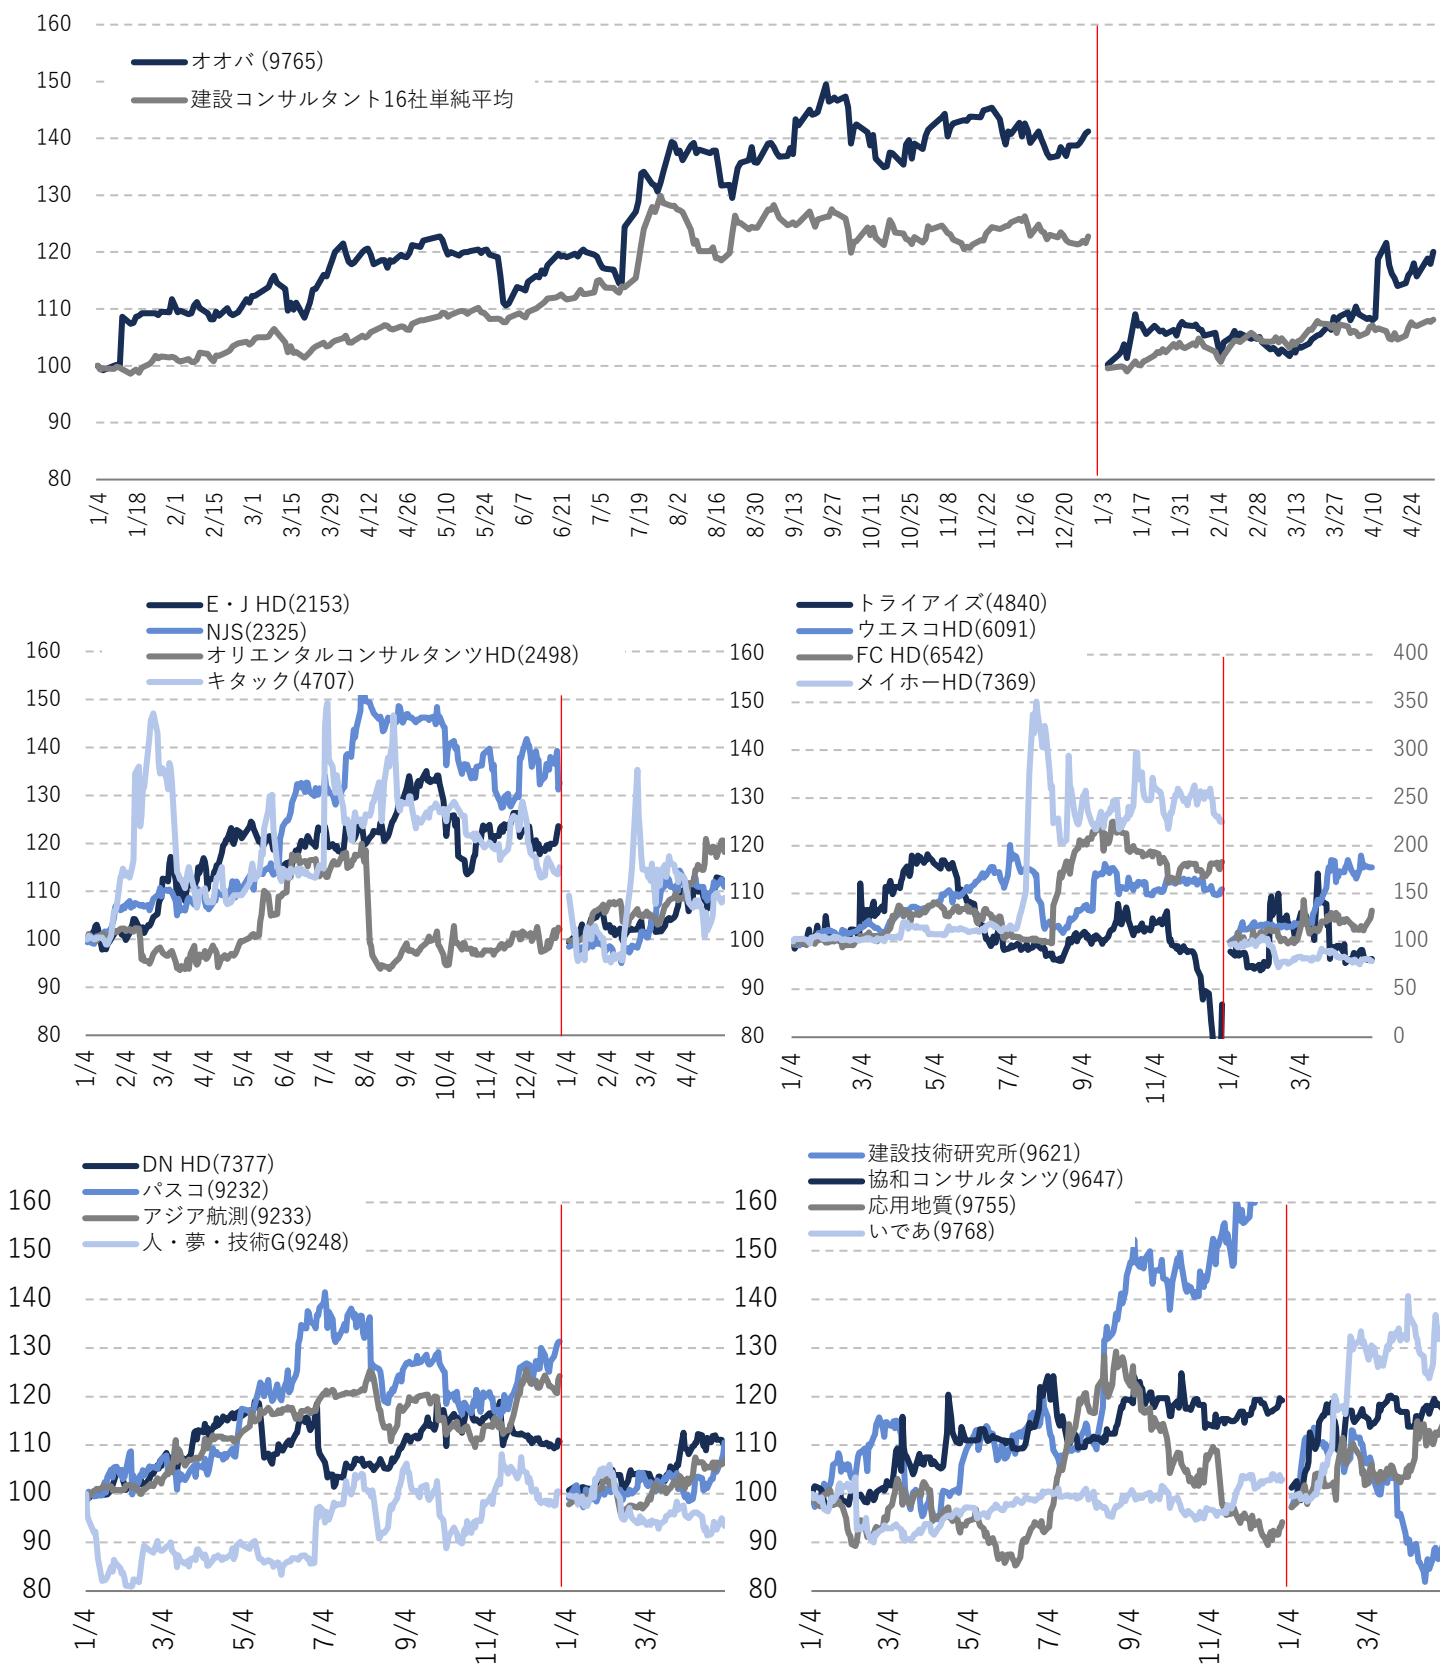 160
150
140
130
120
110
100
90
80
オオバ (9765)
建設コンサルタント16社単純平均
1/4 1/18 2/1 2/15 3/1 3/15 3/29 4/12 4/26 5/10 5/24 6/7 6/21 7/5 7/19 8/2 8/16 8/30 9/13 9/27 10/11 10/25 11/8 11/22 12/6 12/20 1/3 1/17 1/31 2/14 2/28 3/13 3/27 4/10 4/24
E・J HD(2153)
NJS(2325)
オリエンタルコンサルタンツHD(2498)
キタック(4707)
160
150
140
130
120
110
100
90
80
1/4 2/4 3/4 4/4 5/4 6/4 7/4 8/4 9/4 10/4 11/4 12/4 1/4 2/4 3/4 4/4
トライアイズ(4840)
ウエスコHD(6091)
FC HD(6542)
メイホーHD(7369)
160
150
140
130
120
110
100
90
80
400
350
300
250
200
150
100
50
0
1/4 3/4 5/4 7/4 9/4 11/4 1/4 3/4
DN HD(7377)
パスコ(9232)
アジア航測(9233)
人・夢・技術G(9248)
160
150
140
130
120
110
100
90
80
1/4 3/4 5/4 7/4 9/4 11/4 1/4 3/4
建設技術研究所(9621)
協和コンサルタンツ(9647)
応用地質(9755)
いであ(9768)
160
150
140
130
120
110
100
90
80
1/4 3/4 5/4 7/4 9/4 11/4 1/4 3/4